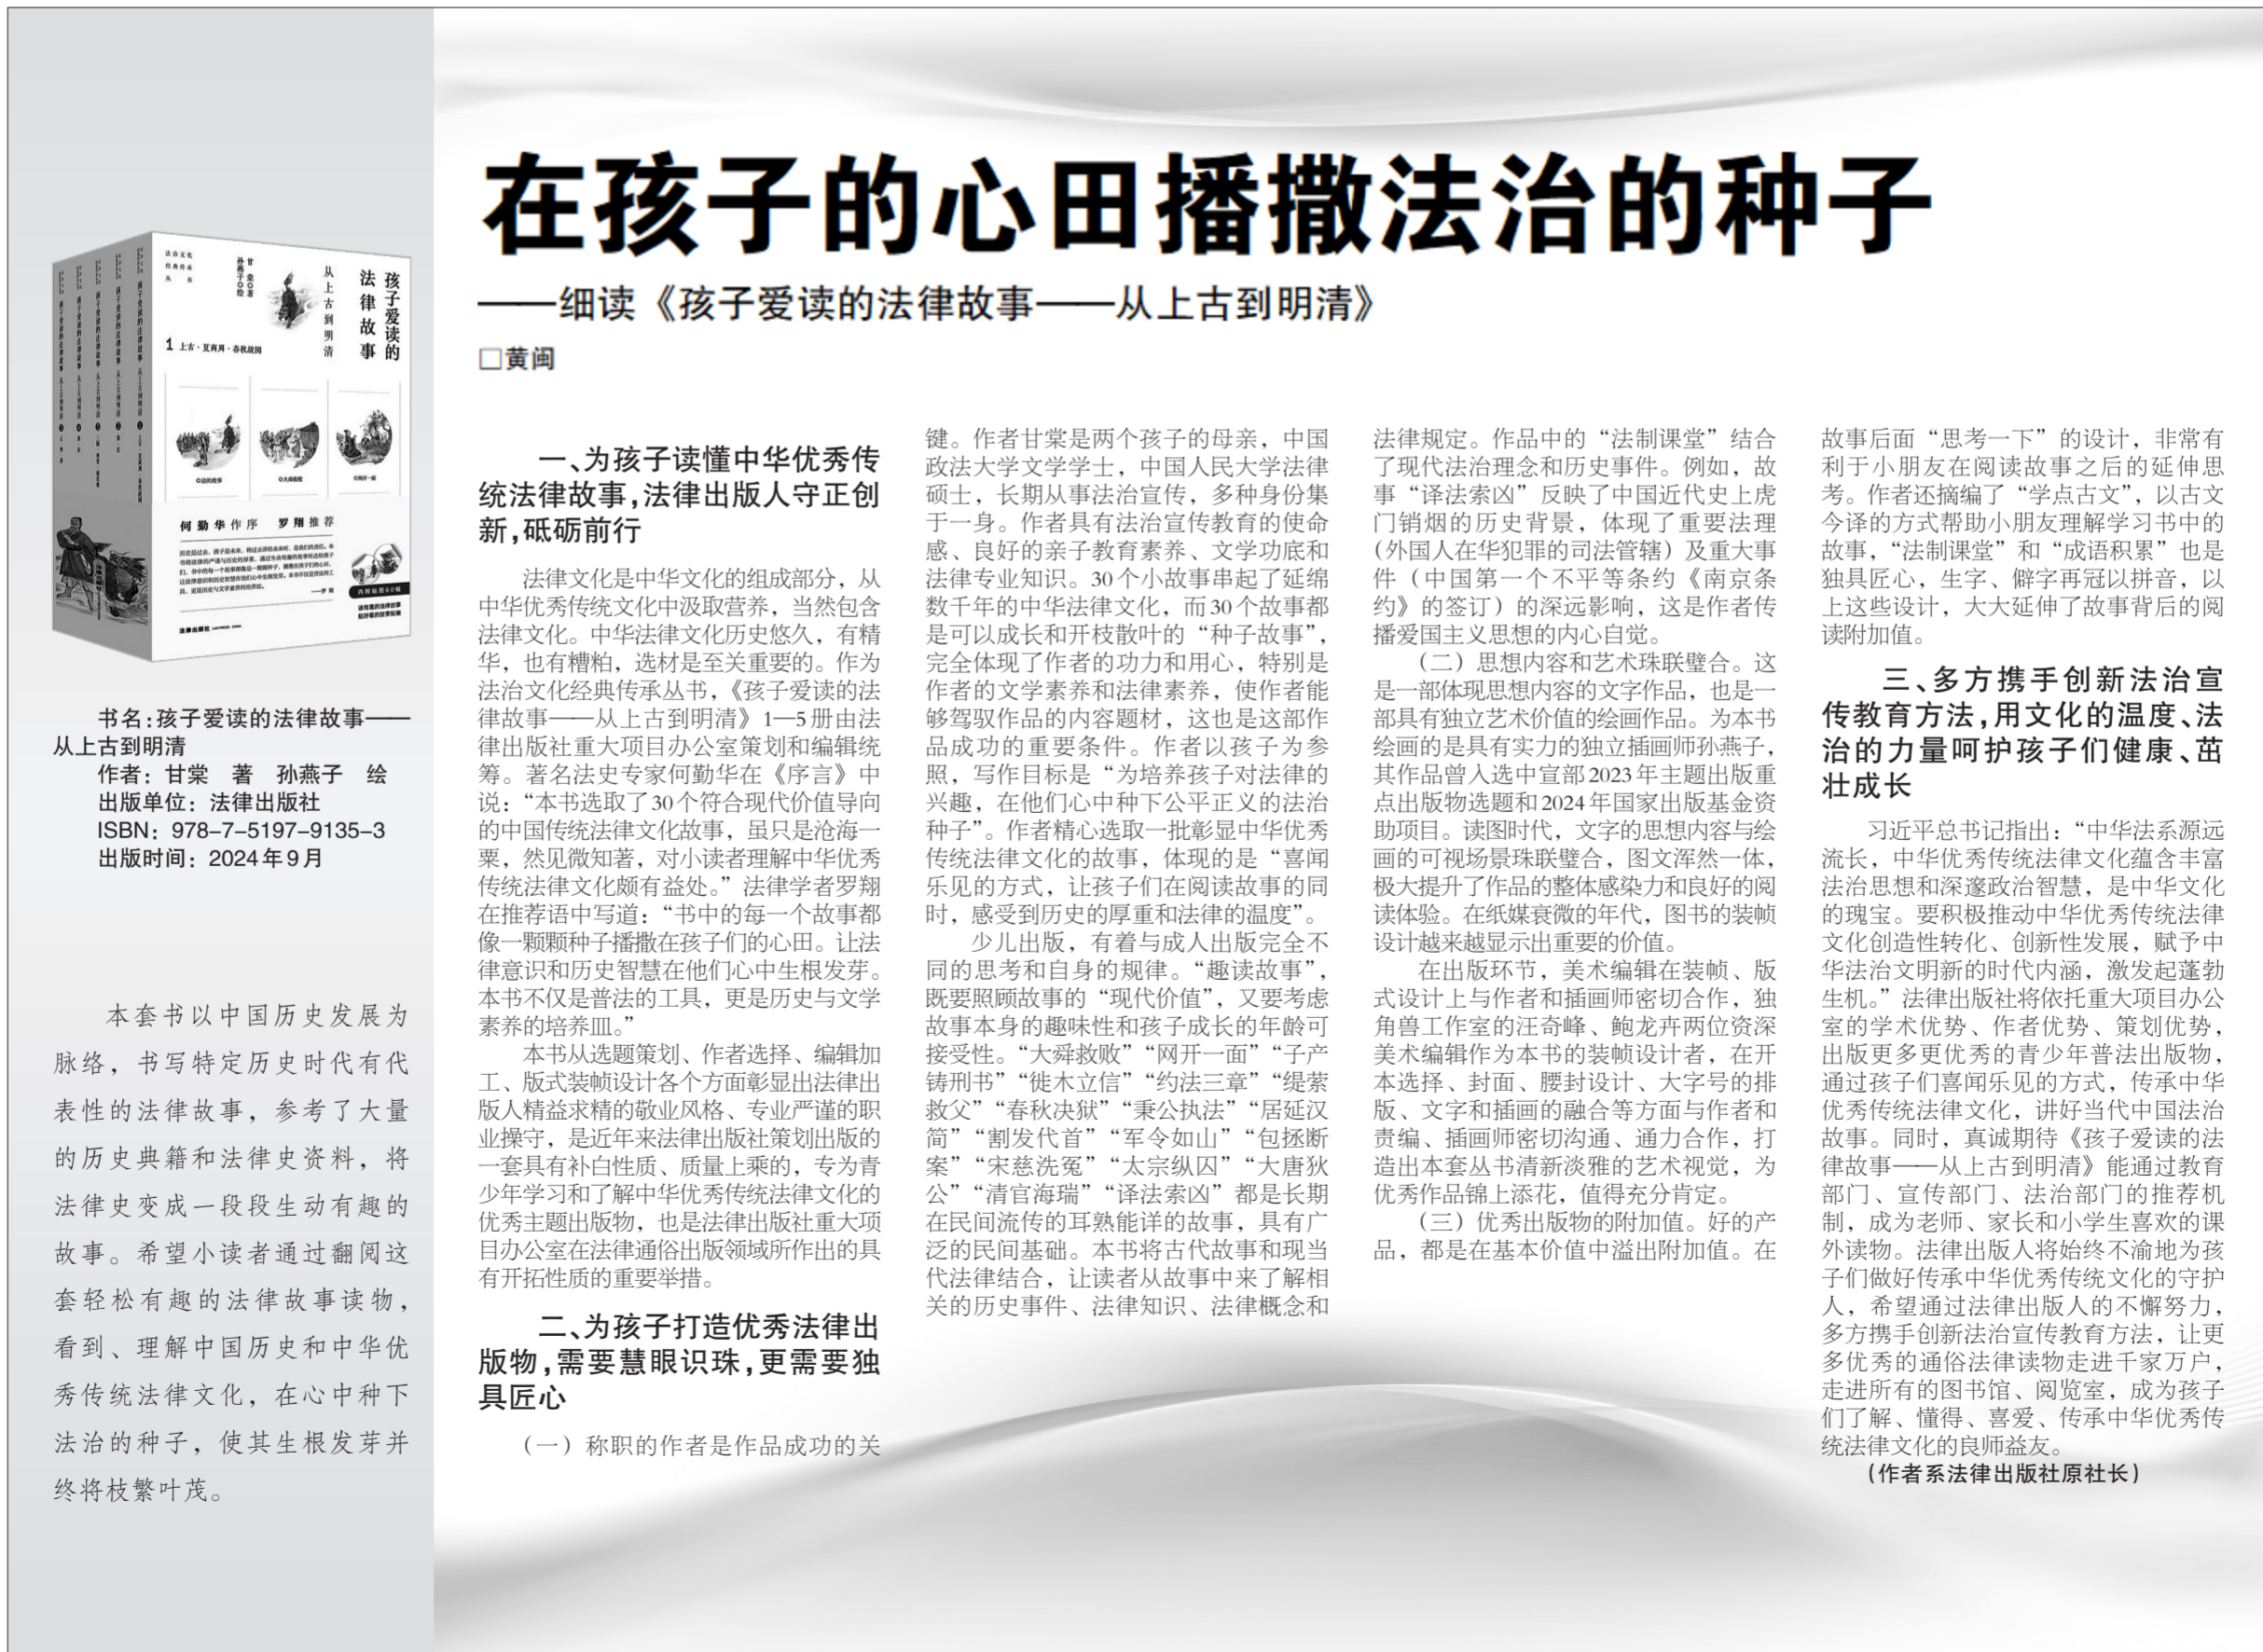 在孩子的心田播撒法治的种子
——细读《孩子爱读的法律故事——从上古到明清》
□黄闽
法治文化
经典传承
丛书
甘棠◎著
孙燕子◎绘
从上古到明清
孩子爱读的
法律故事
1 上古·夏商周·春秋战国
何勤华作序 罗翔推荐
——罗翔
内附贴图60幅
法律出版社
书名:孩子爱读的法律故事——
从上古到明清
作者：甘棠 著 孙燕子 绘
出版单位：法律出版社
ISBN：978-7-5197-9135-3
出版时间：2024年9月
本套书以中国历史发展为
脉络，书写特定历史时代有代
表性的法律故事，参考了大量
的历史典籍和法律史资料，将
法律史变成一段段生动有趣的
故事。希望小读者通过翻阅这
套轻松有趣的法律故事读物，
看到、理解中国历史和中华优
秀传统法律文化，在心中种下
法治的种子，使其生根发芽并
终将枝繁叶茂。
一、为孩子读懂中华优秀传
统法律故事,法律出版人守正创
新,砥砺前行
法律文化是中华文化的组成部分，从
中华优秀传统文化中汲取营养，当然包含
法律文化。中华法律文化历史悠久，有精
华，也有糟粕，选材是至关重要的。作为
法治文化经典传承丛书，《孩子爱读的法
律故事——从上古到明清》1—5册由法
律出版社重大项目办公室策划和编辑统
筹。著名法史专家何勤华在《序言》中
说：“本书选取了30个符合现代价值导向
的中国传统法律文化故事，虽只是沧海一
粟，然见微知著，对小读者理解中华优秀
传统法律文化颇有益处。”法律学者罗翔
在推荐语中写道：“书中的每一个故事都
像一颗颗种子播撒在孩子们的心田。让法
律意识和历史智慧在他们心中生根发芽。
本书不仅是普法的工具，更是历史与文学
素养的培养皿。”
本书从选题策划、作者选择、编辑加
工、版式装帧设计各个方面彰显出法律出
版人精益求精的敬业风格、专业严谨的职
业操守，是近年来法律出版社策划出版的
一套具有补白性质、质量上乘的，专为青
少年学习和了解中华优秀传统法律文化的
优秀主题出版物，也是法律出版社重大项
目办公室在法律通俗出版领域所作出的具
有开拓性质的重要举措。
二、为孩子打造优秀法律出
版物,需要慧眼识珠,更需要独
具匠心
（一）称职的作者是作品成功的关
键。作者甘棠是两个孩子的母亲，中国
政法大学文学学士，中国人民大学法律
硕士，长期从事法治宣传，多种身份集
于一身。作者具有法治宣传教育的使命
感、良好的亲子教育素养、文学功底和
法律专业知识。30个小故事串起了延绵
数千年的中华法律文化，而30个故事都
是可以成长和开枝散叶的“种子故事”，
完全体现了作者的功力和用心，特别是
作者的文学素养和法律素养，使作者能
够驾驭作品的内容题材，这也是这部作
品成功的重要条件。作者以孩子为参
照，写作目标是“为培养孩子对法律的
兴趣，在他们心中种下公平正义的法治
种子”。作者精心选取一批彰显中华优秀
传统法律文化的故事，体现的是“喜闻
乐见的方式，让孩子们在阅读故事的同
时，感受到历史的厚重和法律的温度”。
少儿出版，有着与成人出版完全不
同的思考和自身的规律。“趣读故事”，
既要照顾故事的“现代价值”，又要考虑
故事本身的趣味性和孩子成长的年龄可
接受性。“大舜救败”“网开一面”“子产
铸刑书”“徙木立信”“约法三章”“缇萦
救父”“春秋决狱”“秉公执法”“居延汉
简”“割发代首”“军令如山”“包拯断
案”“宋慈洗冤”“太宗纵囚”“大唐狄
公”“清官海瑞”“译法索凶”都是长期
在民间流传的耳熟能详的故事，具有广
泛的民间基础。本书将古代故事和现当
代法律结合，让读者从故事中来了解相
关的历史事件、法律知识、法律概念和
法律规定。作品中的“法制课堂”结合
了现代法治理念和历史事件。例如，故
事“译法索凶”反映了中国近代史上虎
门销烟的历史背景，体现了重要法理
（外国人在华犯罪的司法管辖）及重大事
件（中国第一个不平等条约《南京条
约》的签订）的深远影响，这是作者传
播爱国主义思想的内心自觉。
（二）思想内容和艺术珠联璧合。这
是一部体现思想内容的文字作品，也是一
部具有独立艺术价值的绘画作品。为本书
绘画的是具有实力的独立插画师孙燕子，
其作品曾入选中宣部2023年主题出版重
点出版物选题和2024年国家出版基金资
助项目。读图时代，文字的思想内容与绘
画的可视场景珠联璧合，图文浑然一体，
极大提升了作品的整体感染力和良好的阅
读体验。在纸媒衰微的年代，图书的装帧
设计越来越显示出重要的价值。
在出版环节，美术编辑在装帧、版
式设计上与作者和插画师密切合作，独
角兽工作室的汪奇峰、鲍龙卉两位资深
美术编辑作为本书的装帧设计者，在开
本选择、封面、腰封设计、大字号的排
版、文字和插画的融合等方面与作者和
责编、插画师密切沟通、通力合作，打
造出本套丛书清新淡雅的艺术视觉，为
优秀作品锦上添花，值得充分肯定。
（三）优秀出版物的附加值。好的产
品，都是在基本价值中溢出附加值。在
故事后面“思考一下”的设计，非常有
利于小朋友在阅读故事之后的延伸思
考。作者还摘编了“学点古文”，以古文
今译的方式帮助小朋友理解学习书中的
故事，“法制课堂”和“成语积累”也是
独具匠心，生字、僻字再冠以拼音，以
上这些设计，大大延伸了故事背后的阅
读附加值。
三、多方携手创新法治宣
传教育方法,用文化的温度、法
治的力量呵护孩子们健康、茁
壮成长
习近平总书记指出：“中华法系源远
流长，中华优秀传统法律文化蕴含丰富
法治思想和深邃政治智慧，是中华文化
的瑰宝。要积极推动中华优秀传统法律
文化创造性转化、创新性发展，赋予中
华法治文明新的时代内涵，激发起蓬勃
生机。”法律出版社将依托重大项目办公
室的学术优势、作者优势、策划优势，
出版更多更优秀的青少年普法出版物，
通过孩子们喜闻乐见的方式，传承中华
优秀传统法律文化，讲好当代中国法治
故事。同时，真诚期待《孩子爱读的法
律故事——从上古到明清》能通过教育
部门、宣传部门、法治部门的推荐机
制，成为老师、家长和小学生喜欢的课
外读物。法律出版人将始终不渝地为孩
子们做好传承中华优秀传统文化的守护
人，希望通过法律出版人的不懈努力，
多方携手创新法治宣传教育方法，让更
多优秀的通俗法律读物走进千家万户，
走进所有的图书馆、阅览室，成为孩子
们了解、懂得、喜爱、传承中华优秀传
统法律文化的良师益友。
（作者系法律出版社原社长）